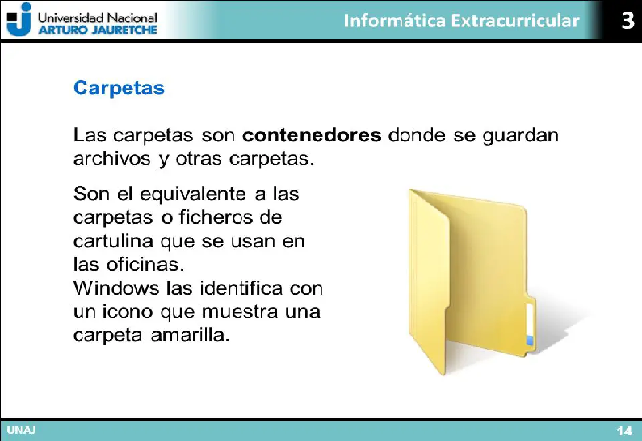 Universidad Nacional
ARTURO JAURETCHE
Informática Extracurricular
3
Carpetas
Las carpetas son contenedores donde se guardan
archivos y otras carpetas.
Son el equivalente a las
carpetas o ficheros de
cartulina que se usan en
las oficinas.
Windows las identifica con
un icono que muestra una
carpeta amarilla.
UNAJ
14